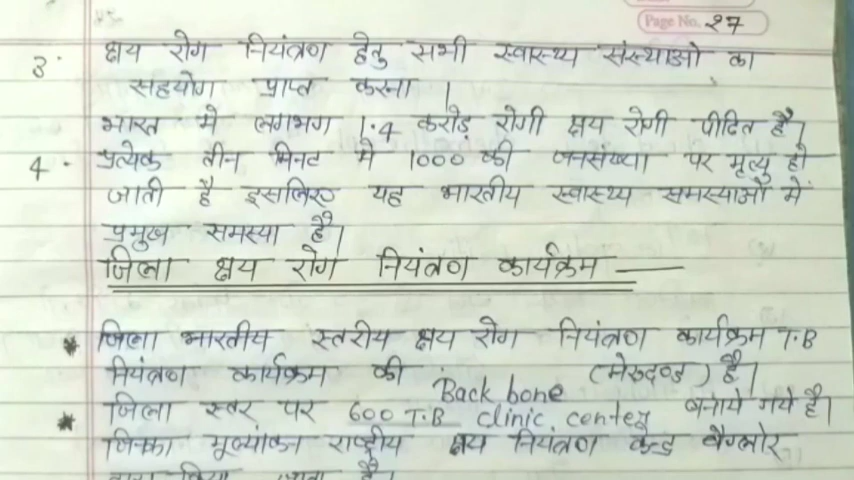 Page No. 27
3. क्षय रोग नियंत्रण हेतु सभी स्वास्थ्य संस्थाओ का
सहयोग प्राप्त करना |
भारत मे लगभग 1.4 करोड़ रोगी क्षय रोगी पीदित है।
4. प्रत्येक तीन मिनट मे 1000 की जनसंख्या पर मृत्यु हो
जाती है इसलिए यह भारतीय स्वास्थ्य समस्याओं में
प्रमुख समस्या है।
जिला क्षय रोग नियंत्रण कार्यक्रम —
* जिला भारतीय स्तरीय क्षय रोग नियंत्रण कार्यक्रम T.B
नियंत्रण कार्यक्रम की Back bone (मेरुदण्ड) है।
* जिला स्तर पर 600 T.B clinic center बनाये गये है।
जिनका मूल्यांकन राष्ट्रीय क्षय नियंत्रण केन्द्र बैंग्लोर
द्वारा किया जाता है।